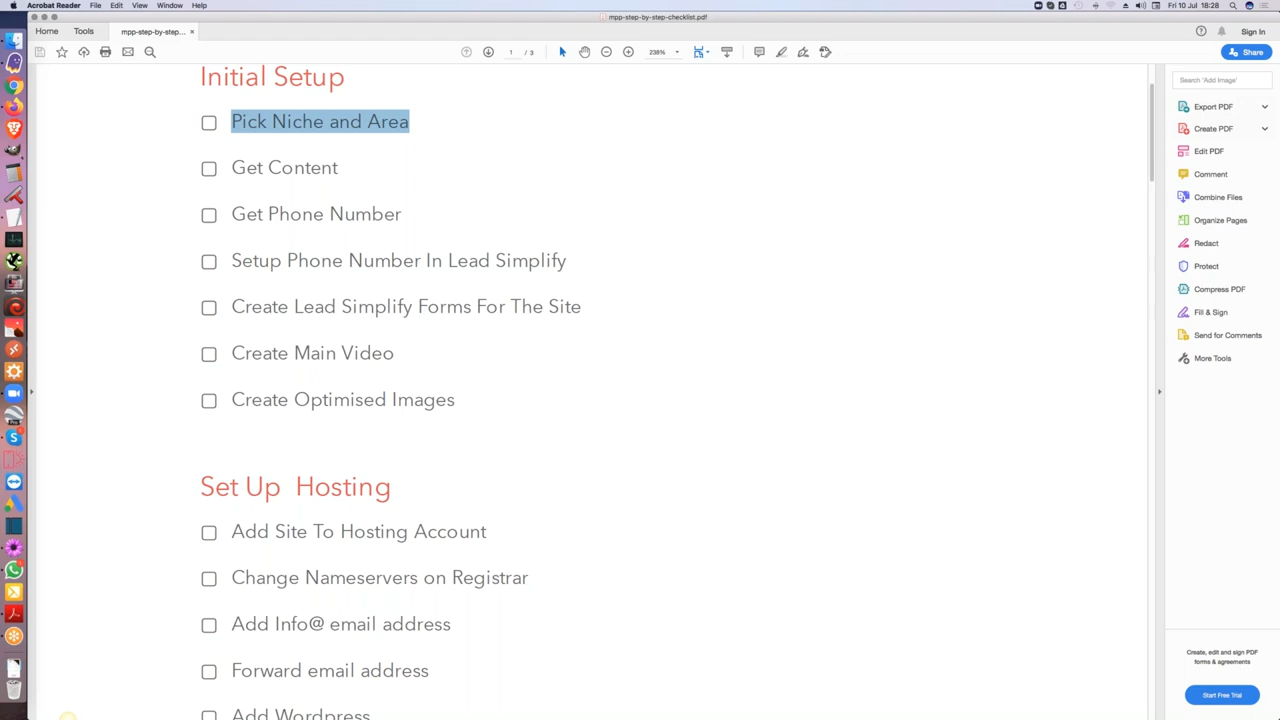 Acrobat Reader File Edit View Window Help Fri 10 Jul 18:28
mpp-step-by-step-checklist.pdf
Home Tools mpp-step-by-step... × Sign In
1 / 3 238% Share
Initial Setup
Search 'Add Image'
Pick Niche and Area
Export PDF
Create PDF
Get Content
Edit PDF
Comment
Get Phone Number
Combine Files
Organize Pages
Setup Phone Number In Lead Simplify
Redact
Protect
Create Lead Simplify Forms For The Site
Compress PDF
Fill & Sign
Create Main Video
Send for Comments
More Tools
Create Optimised Images
Set Up Hosting
Add Site To Hosting Account
Change Nameservers on Registrar
Add Info@ email address
Forward email address
Add Wordpress
Create, edit and sign PDF
forms & agreements
Start Free Trial